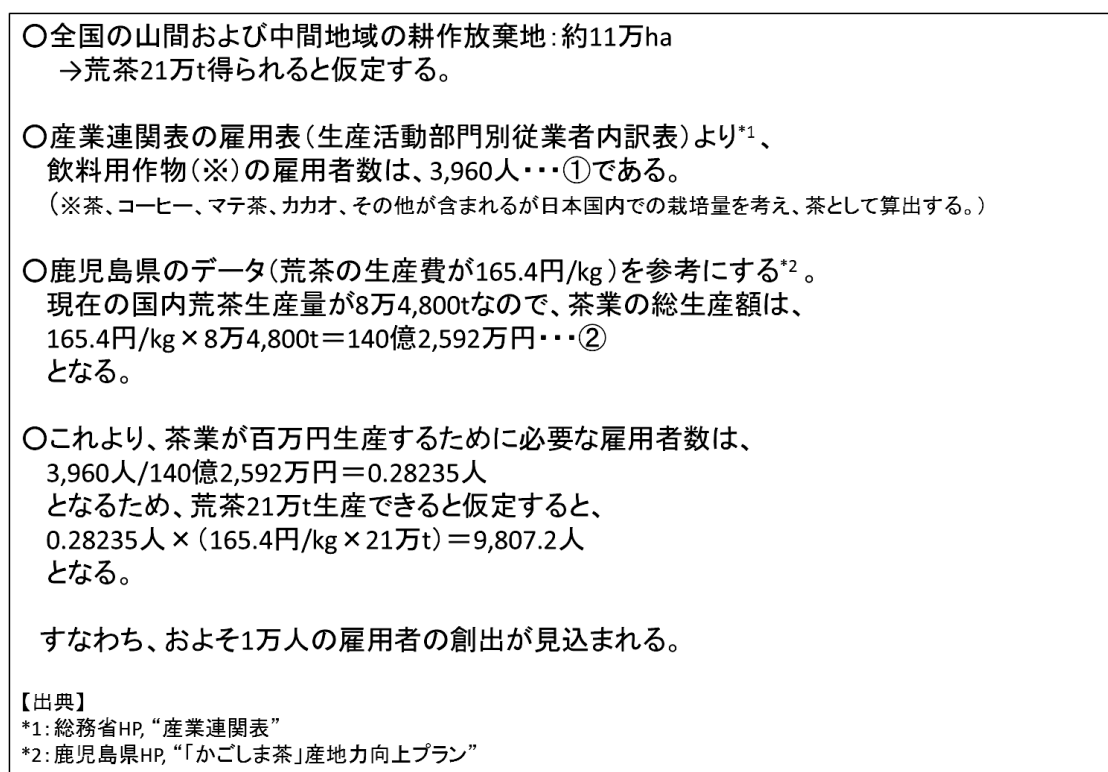 〇全国の山間および中間地域の耕作放棄地：約11万ha
→荒茶21万t得られると仮定する。
〇産業連関表の雇用表（生産活動部門別従業者内訳表）より*1、
飲料用作物（※）の雇用者数は、3,960人・・・①である。
（※茶、コーヒー、マテ茶、カカオ、その他が含まれるが日本国内での栽培量を考え、茶として算出する。）
〇鹿児島県のデータ（荒茶の生産費が165.4円/kg）を参考にする*2。
現在の国内荒茶生産量が8万4,800tなので、茶業の総生産額は、
165.4円/kg×8万4,800t＝140億2,592万円・・・②
となる。
〇これより、茶業が百万円生産するために必要な雇用者数は、
3,960人/140億2,592万円＝0.28235人
となるため、荒茶21万t生産できると仮定すると、
0.28235人×（165.4円/kg×21万t）＝9,807.2人
となる。
すなわち、およそ1万人の雇用者の創出が見込まれる。
【出典】
*1：総務省HP, “産業連関表”
*2：鹿児島県HP, “「かごしま茶」産地力向上プラン”